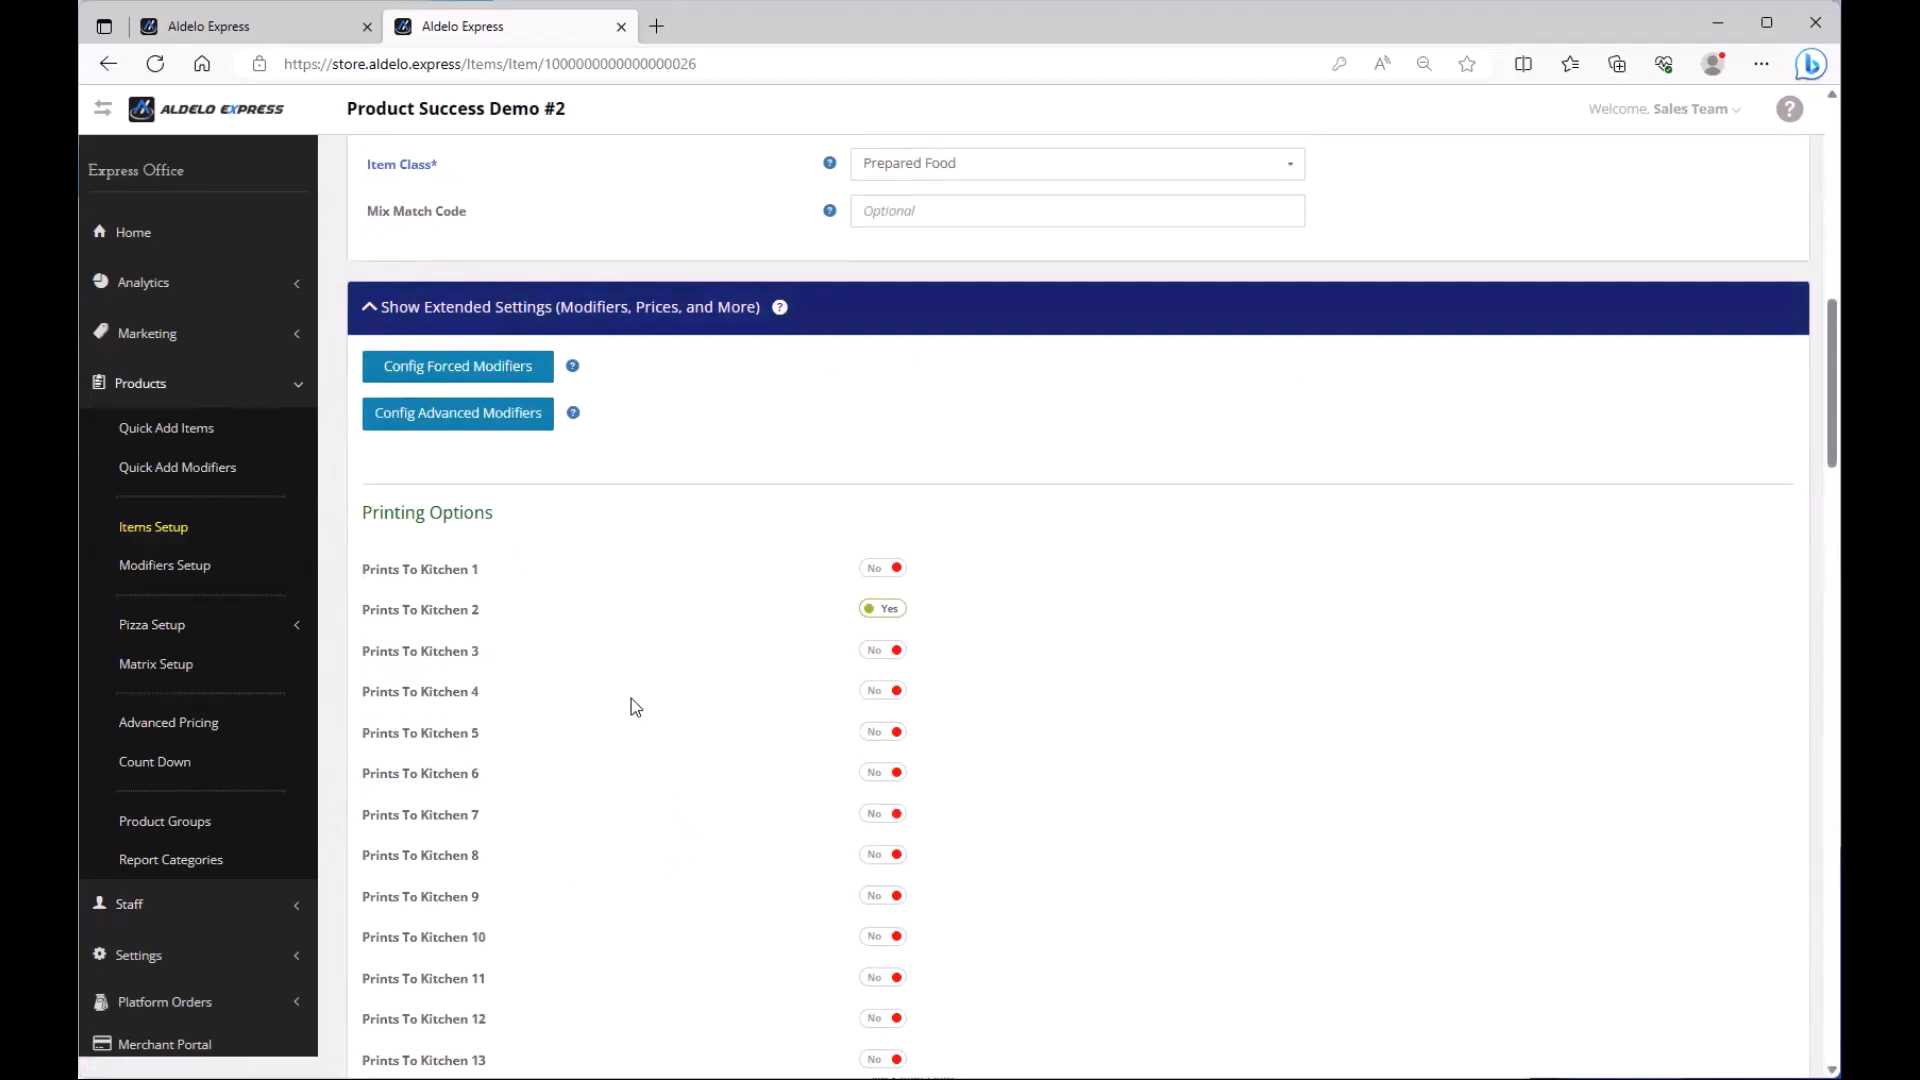 Aldelo Express
Aldelo Express
https://store.aldelo.express/Items/Item/1000000000000000026
ALDELO EXPRESS
Product Success Demo #2
Welcome, Sales Team
Express Office
Home
Analytics
Marketing
Products
Quick Add Items
Quick Add Modifiers
Items Setup
Modifiers Setup
Pizza Setup
Matrix Setup
Advanced Pricing
Count Down
Product Groups
Report Categories
Staff
Settings
Platform Orders
Merchant Portal
Item Class*
Prepared Food
Mix Match Code
Optional
Show Extended Settings (Modifiers, Prices, and More)
Config Forced Modifiers
Config Advanced Modifiers
Printing Options
Prints To Kitchen 1 No
Prints To Kitchen 2 Yes
Prints To Kitchen 3 No
Prints To Kitchen 4 No
Prints To Kitchen 5 No
Prints To Kitchen 6 No
Prints To Kitchen 7 No
Prints To Kitchen 8 No
Prints To Kitchen 9 No
Prints To Kitchen 10 No
Prints To Kitchen 11 No
Prints To Kitchen 12 No
Prints To Kitchen 13 No